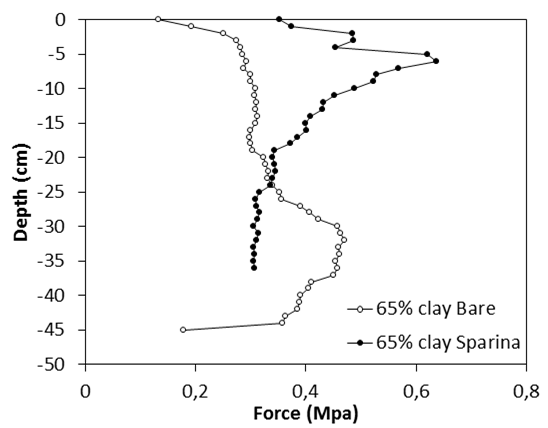 0
-5
-10
-15
-20
-25
-30
-35
-40
-45
-50
Depth (cm)
65% clay Bare
65% clay Sparina
0 0,2 0,4 0,6 0,8
Force (Mpa)